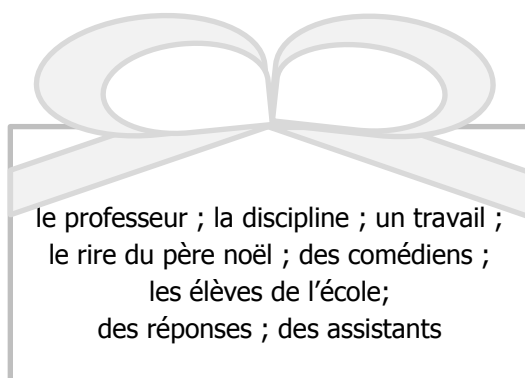 le professeur ; la discipline ; un travail ;
le rire du père noël ; des comédiens ;
les élèves de l’école;
des réponses ; des assistants